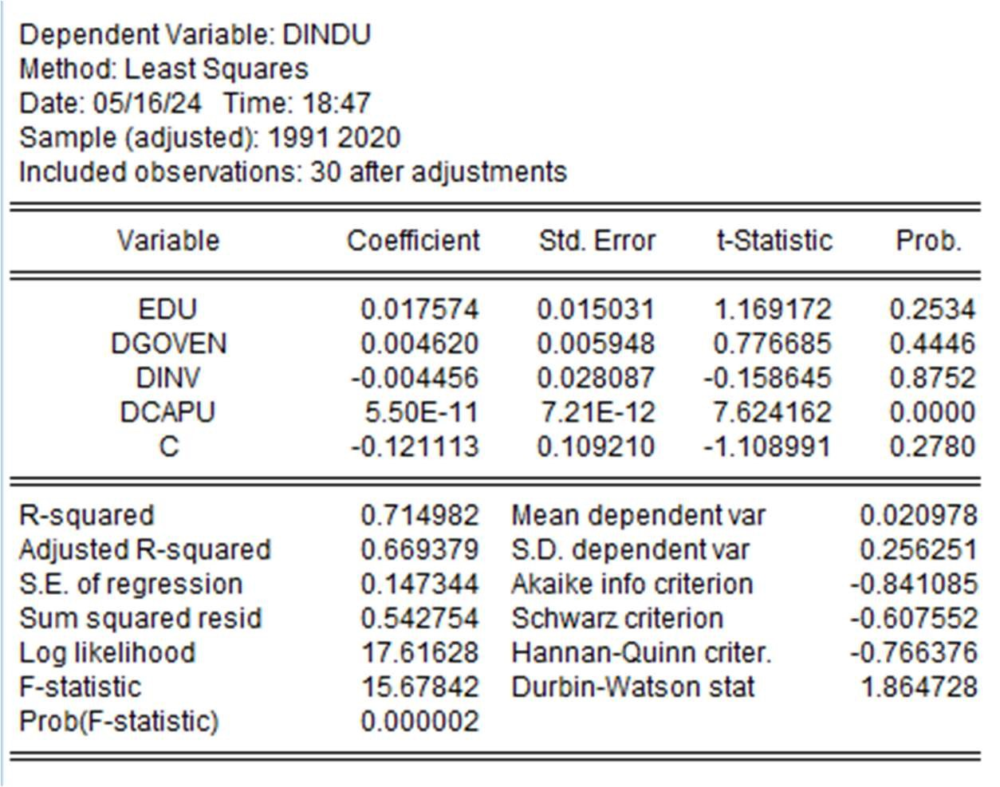 Dependent Variable: DINDU
Method: Least Squares
Date: 05/16/24 Time: 18:47
Sample (adjusted): 1991 2020
Included observations: 30 after adjustments
Variable Coefficient Std. Error t-Statistic Prob.
EDU 0.017574 0.015031 1.169172 0.2534
DGOVEN 0.004620 0.005948 0.776685 0.4446
DINV -0.004456 0.028087 -0.158645 0.8752
DCAPU 5.50E-11 7.21E-12 7.624162 0.0000
C -0.121113 0.109210 -1.108991 0.2780
R-squared 0.714982 Mean dependent var 0.020978
Adjusted R-squared 0.669379 S.D. dependent var 0.256251
S.E. of regression 0.147344 Akaike info criterion -0.841085
Sum squared resid 0.542754 Schwarz criterion -0.607552
Log likelihood 17.61628 Hannan-Quinn criter. -0.766376
F-statistic 15.67842 Durbin-Watson stat 1.864728
Prob(F-statistic) 0.000002